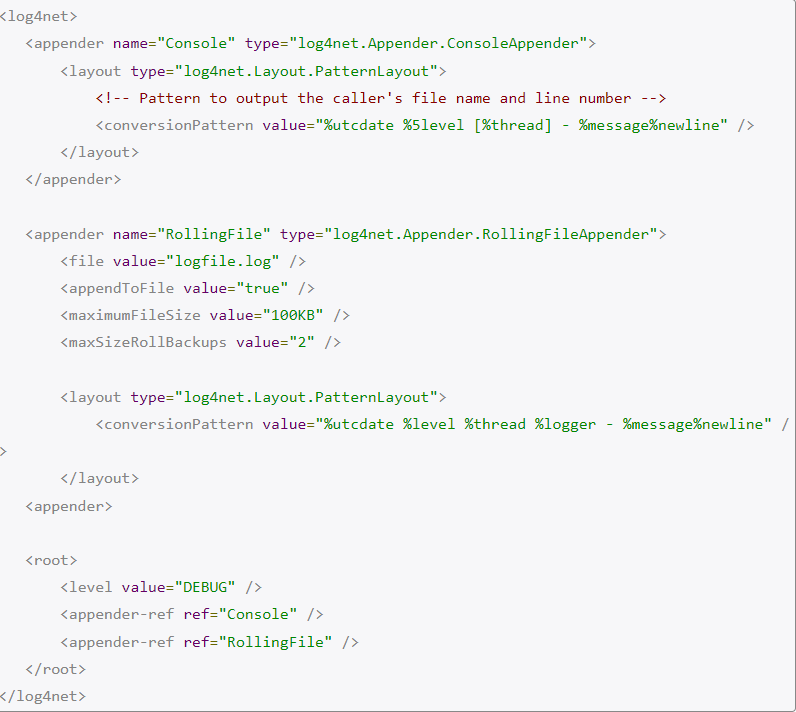 <log4net>
<appender name="Console" type="log4net.Appender.ConsoleAppender">
<layout type="log4net.Layout.PatternLayout">
<!-- Pattern to output the caller's file name and line number -->
<conversionPattern value="%utcdate %5level [%thread] - %message%newline" />
</layout>
</appender>
<appender name="RollingFile" type="log4net.Appender.RollingFileAppender">
<file value="logfile.log" />
<appendToFile value="true" />
<maximumFileSize value="100KB" />
<maxSizeRollBackups value="2" />
<layout type="log4net.Layout.PatternLayout">
<conversionPattern value="%utcdate %level %thread %logger - %message%newline" /
>
</layout>
<appender>
<root>
<level value="DEBUG" />
<appender-ref ref="Console" />
<appender-ref ref="RollingFile" />
</root>
</log4net>